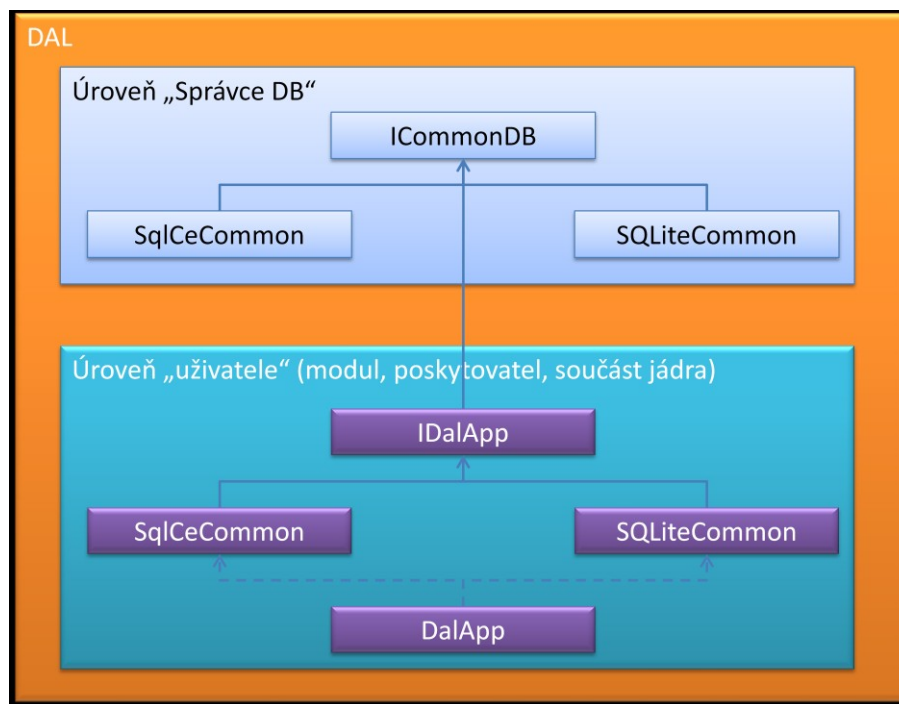 DAL
Úroveň „Správce DB“
ICommonDB
SqlCeCommon
SQLiteCommon
Úroveň „uživatele“ (modul, poskytovatel, součást jádra)
IDalApp
SqlCeCommon
SQLiteCommon
DalApp